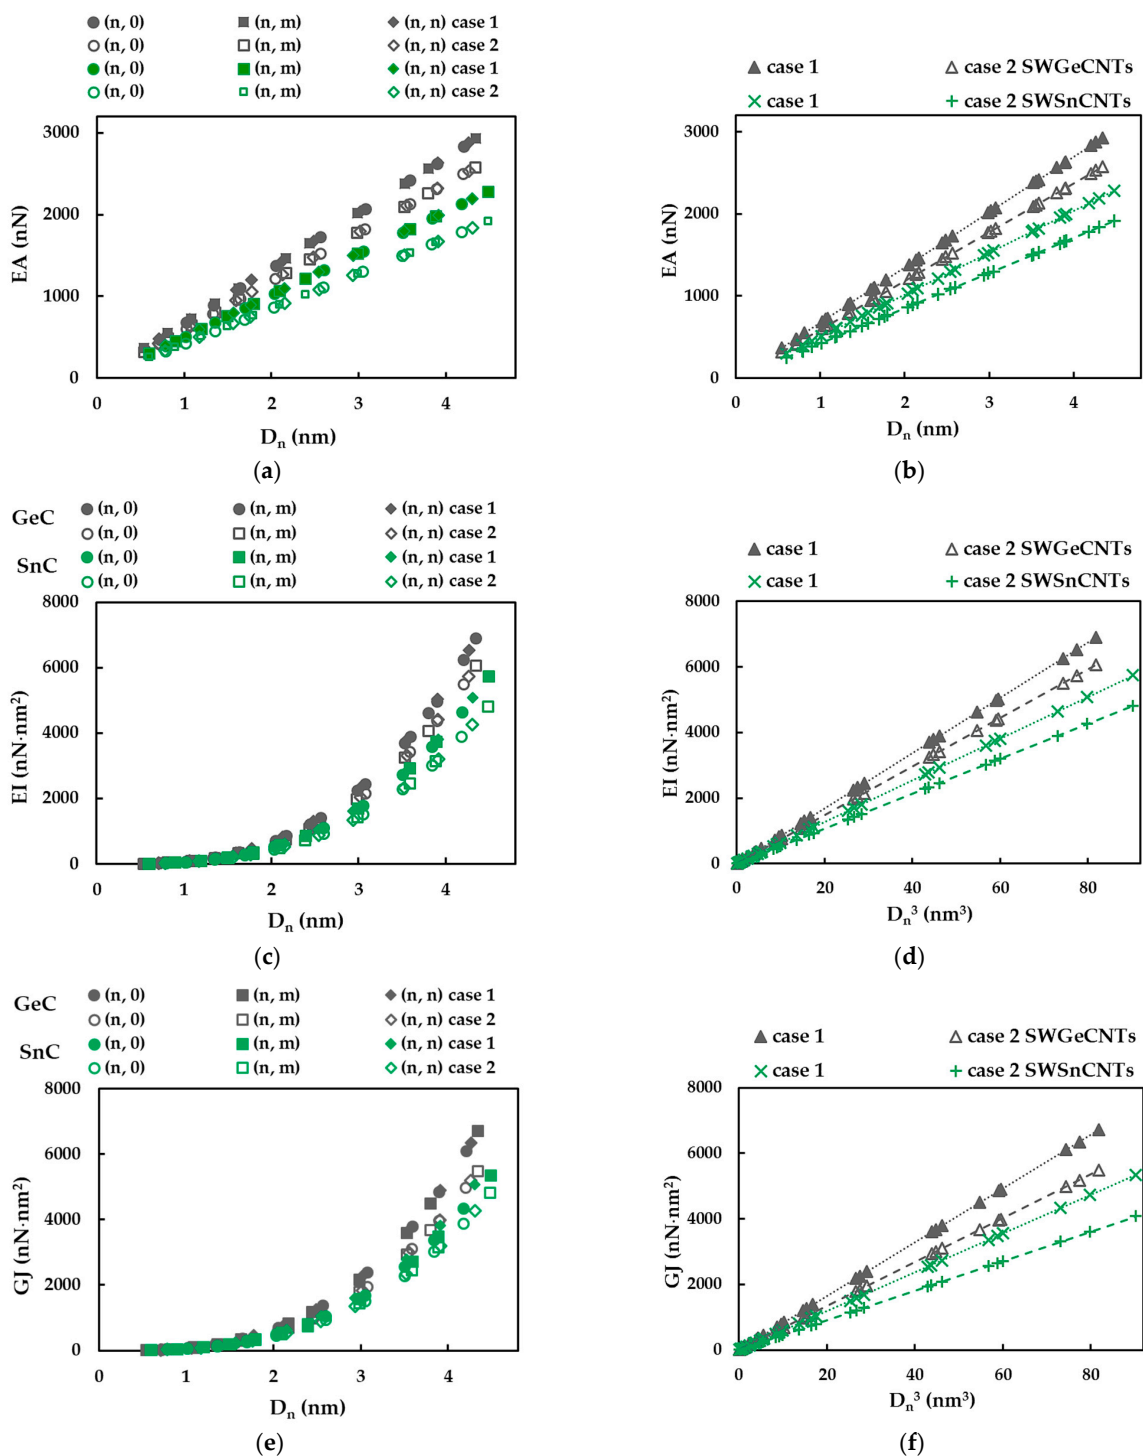 (n, 0) (n, m) (n, n) case 1
(n, 0) (n, m) (n, n) case 2
(n, 0) (n, m) (n, n) case 1
(n, 0) (n, m) (n, n) case 2
EA (nN)
3000
2000
1000
0
0 1 2 3 4
Dₙ (nm)
(a)
case 1 case 2 SWGeCNTs
case 1 case 2 SWSnCNTs
EA (nN)
3000
2000
1000
0
0 1 2 3 4
Dₙ (nm)
(b)
GeC (n, 0) (n, m) (n, n) case 1
(n, 0) (n, m) (n, n) case 2
SnC (n, 0) (n, m) (n, n) case 1
(n, 0) (n, m) (n, n) case 2
EI (nN·nm²)
8000
6000
4000
2000
0
0 1 2 3 4
Dₙ (nm)
(c)
case 1 case 2 SWGeCNTs
case 1 case 2 SWSnCNTs
EI (nN·nm²)
8000
6000
4000
2000
0
0 20 40 60 80
Dₙ³ (nm³)
(d)
GeC (n, 0) (n, m) (n, n) case 1
(n, 0) (n, m) (n, n) case 2
SnC (n, 0) (n, m) (n, n) case 1
(n, 0) (n, m) (n, n) case 2
GJ (nN·nm²)
8000
6000
4000
2000
0
0 1 2 3 4
Dₙ (nm)
(e)
case 1 case 2 SWGeCNTs
case 1 case 2 SWSnCNTs
GJ (nN·nm²)
8000
6000
4000
2000
0
0 20 40 60 80
Dₙ³ (nm³)
(f)